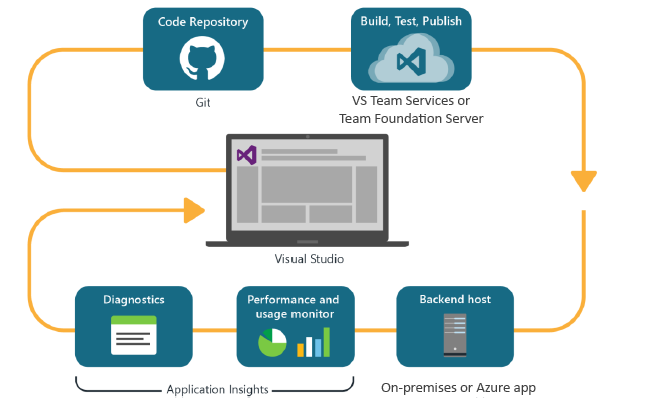 Code Repository
Build, Test, Publish
Git
VS Team Services or
Team Foundation Server
Visual Studio
Diagnostics
Performance and
usage monitor
Backend host
Application Insights
On-premises or Azure app